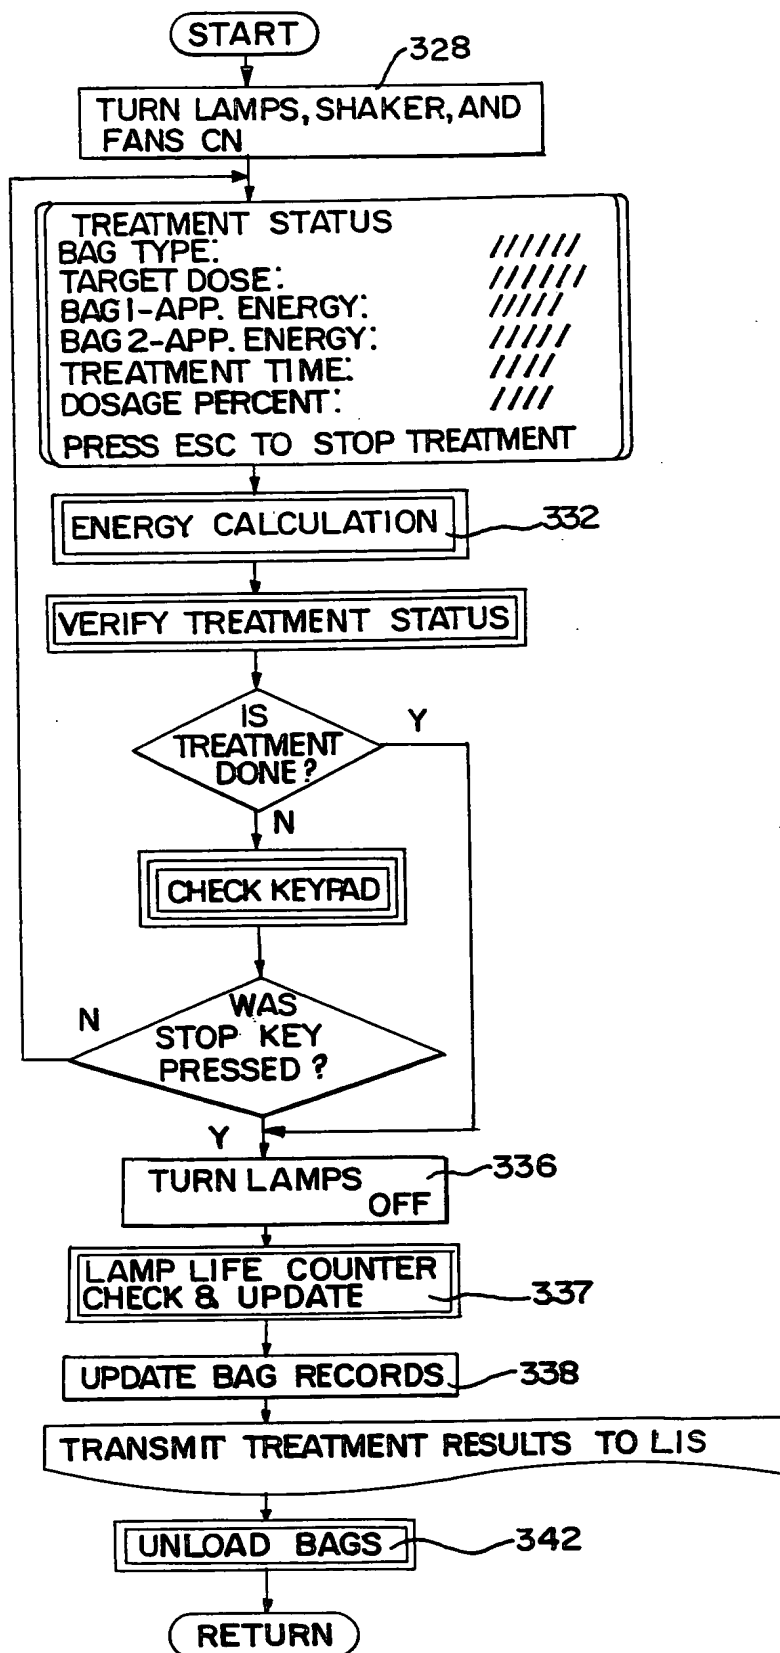 START
328
TURN LAMPS, SHAKER, AND
FANS CN
TREATMENT STATUS
BAG TYPE: //////
TARGET DOSE: //////
BAG 1-APP. ENERGY: /////
BAG 2-APP. ENERGY: /////
TREATMENT TIME: ////
DOSAGE PERCENT: ////
PRESS ESC TO STOP TREATMENT
ENERGY CALCULATION 332
VERIFY TREATMENT STATUS
IS
TREATMENT
DONE?
Y
N
CHECK KEYPAD
WAS
STOP KEY
PRESSED?
N
Y
TURN LAMPS
OFF
336
LAMP LIFE COUNTER
CHECK & UPDATE 337
UPDATE BAG RECORDS 338
TRANSMIT TREATMENT RESULTS TO LIS
UNLOAD BAGS 342
RETURN